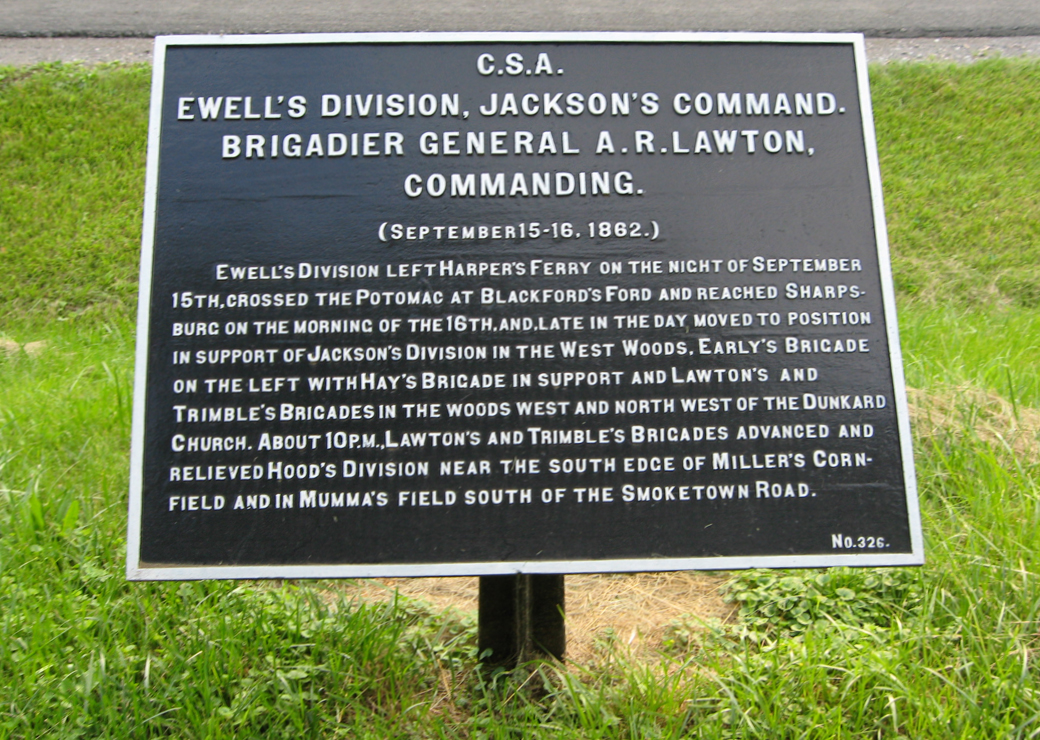 C.S.A.
EWELL'S DIVISION, JACKSON'S COMMAND.
BRIGADIER GENERAL A.R.LAWTON,
COMMANDING.
(SEPTEMBER 15-16, 1862.)
EWELL'S DIVISION LEFT HARPER'S FERRY ON THE NIGHT OF SEPTEMBER
15TH, CROSSED THE POTOMAC AT BLACKFORD'S FORD AND REACHED SHARPS-
BURG ON THE MORNING OF THE 16TH, AND, LATE IN THE DAY, MOVED TO POSITION
IN SUPPORT OF JACKSON'S DIVISION IN THE WEST WOODS, EARLY'S BRIGADE
ON THE LEFT WITH HAY'S BRIGADE IN SUPPORT AND LAWTON'S AND
TRIMBLE'S BRIGADES IN THE WOODS WEST AND NORTH WEST OF THE DUNKARD
CHURCH. ABOUT 10 P.M., LAWTON'S AND TRIMBLE'S BRIGADES ADVANCED AND
RELIEVED HOOD'S DIVISION NEAR THE SOUTH EDGE OF MILLER'S CORN-
FIELD AND IN MUMMA'S FIELD SOUTH OF THE SMOKETOWN ROAD.
NO.326.